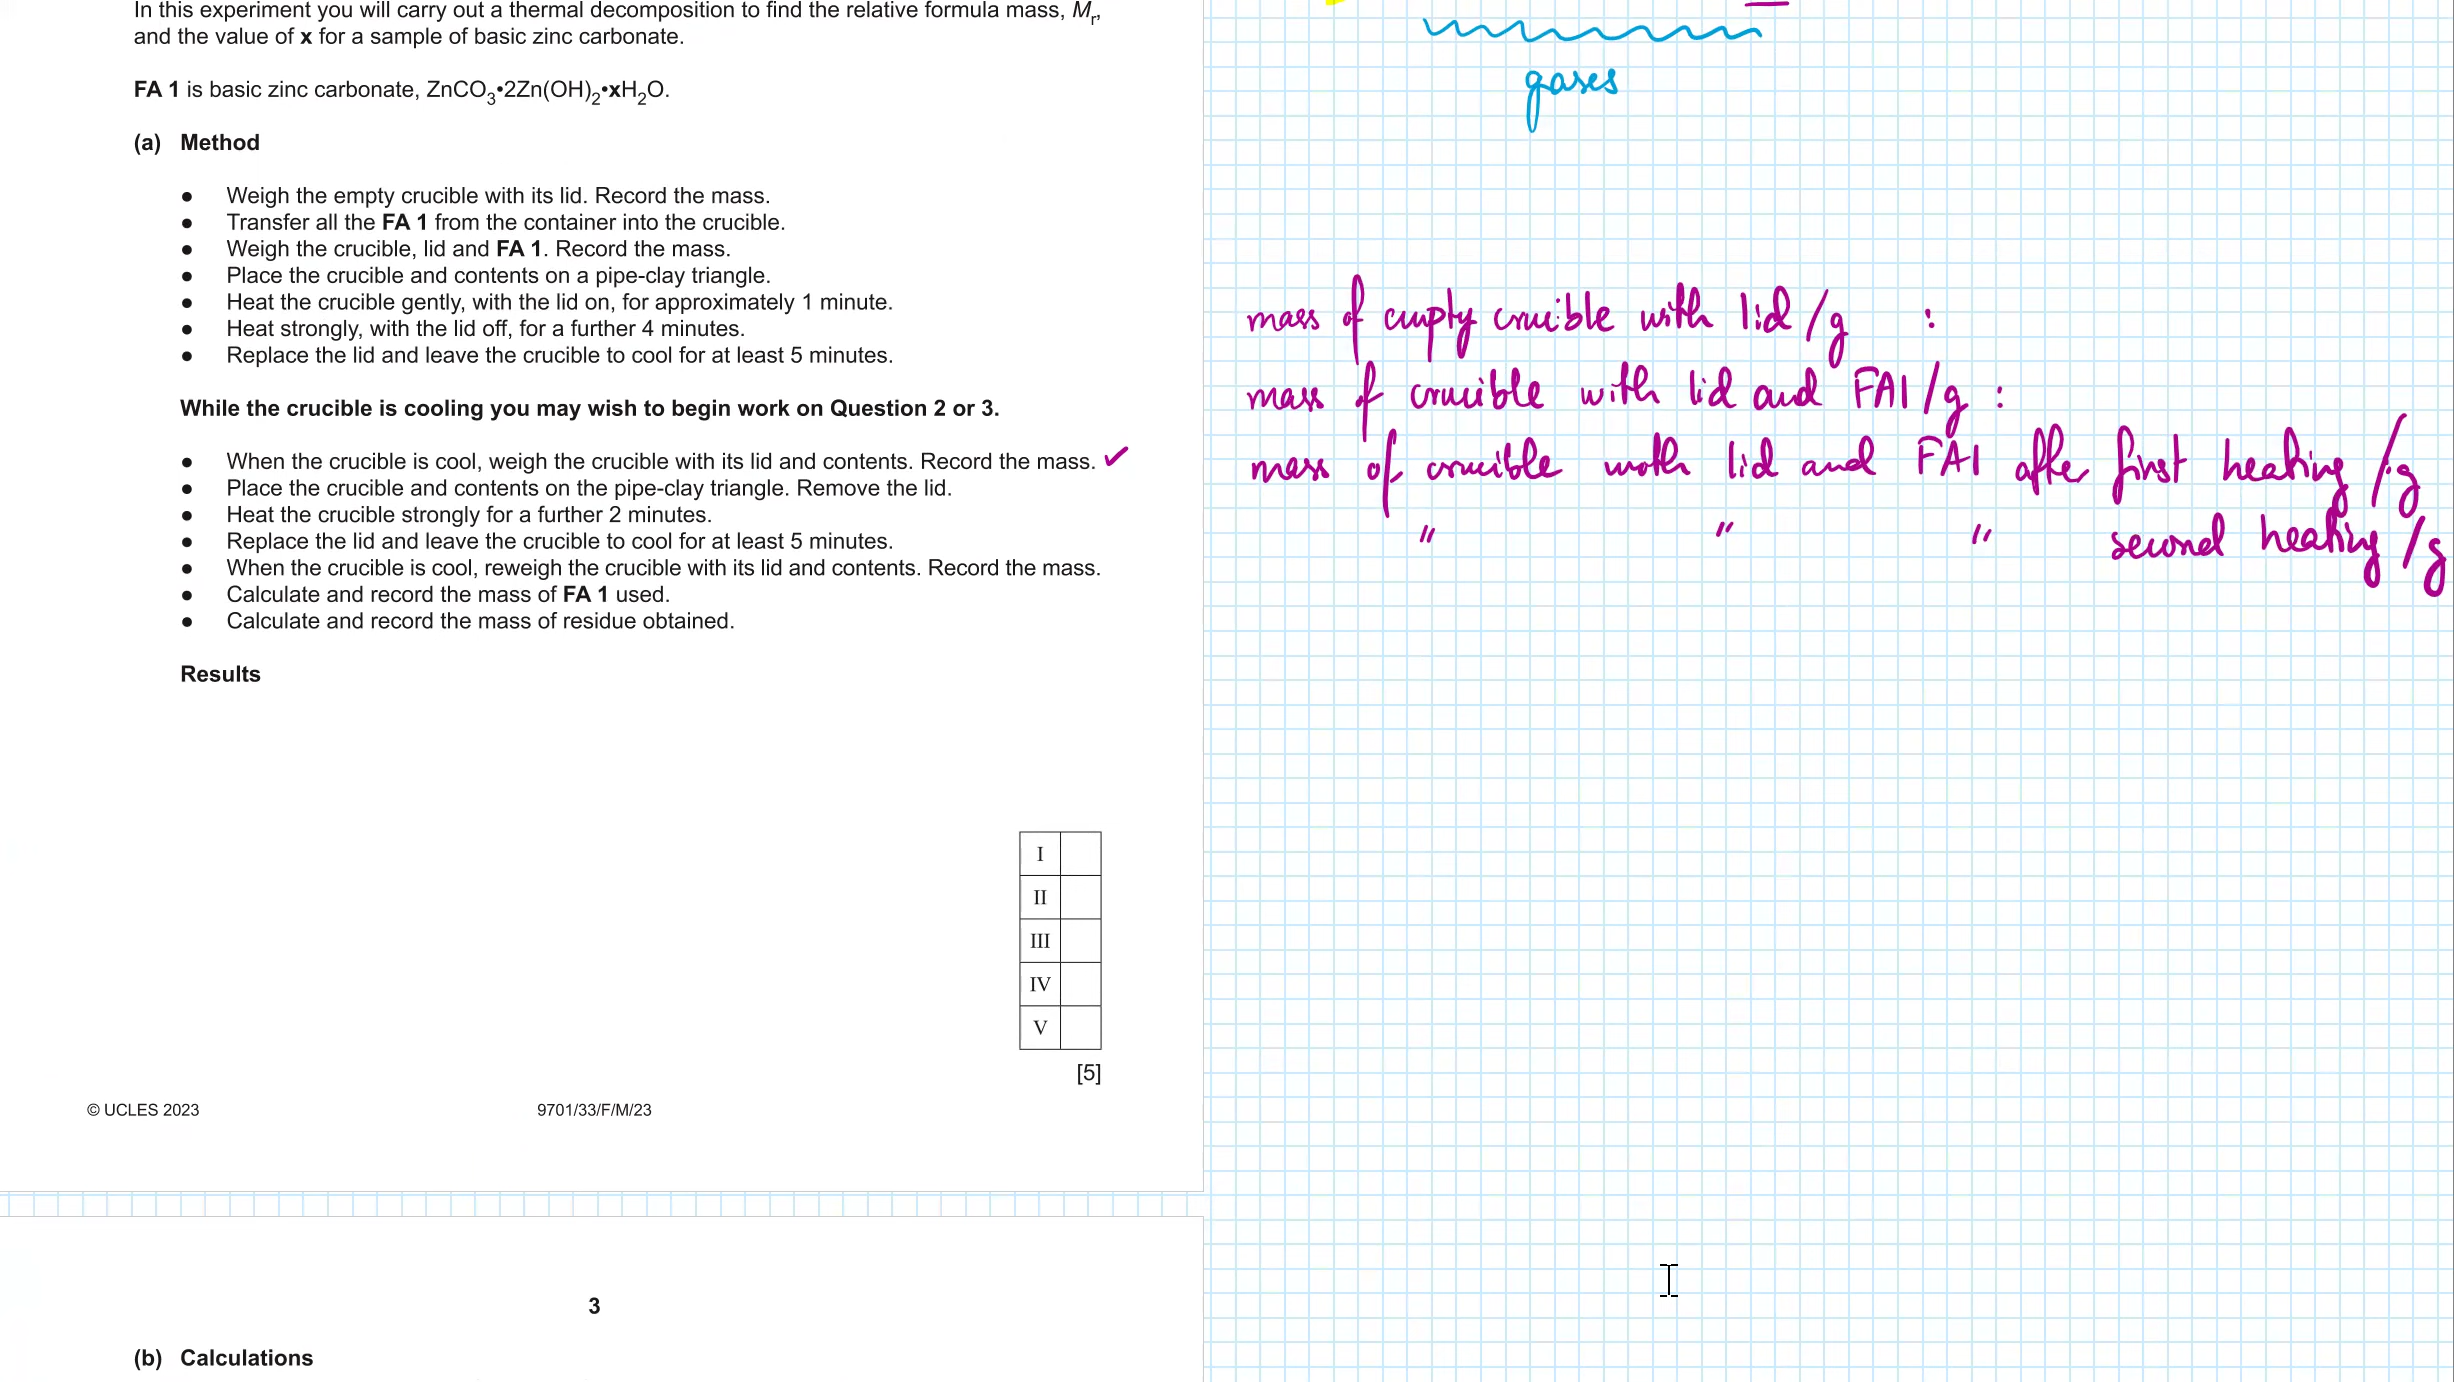 In this experiment you will carry out a thermal decomposition to find the relative formula mass, Mr,
and the value of x for a sample of basic zinc carbonate.
FA 1 is basic zinc carbonate, ZnCO3•2Zn(OH)2•xH2O.
(a) Method
● Weigh the empty crucible with its lid. Record the mass.
● Transfer all the FA 1 from the container into the crucible.
● Weigh the crucible, lid and FA 1. Record the mass.
● Place the crucible and contents on a pipe-clay triangle.
● Heat the crucible gently, with the lid on, for approximately 1 minute.
● Heat strongly, with the lid off, for a further 4 minutes.
● Replace the lid and leave the crucible to cool for at least 5 minutes.
While the crucible is cooling you may wish to begin work on Question 2 or 3.
● When the crucible is cool, weigh the crucible with its lid and contents. Record the mass. ✓
● Place the crucible and contents on the pipe-clay triangle. Remove the lid.
● Heat the crucible strongly for a further 2 minutes.
● Replace the lid and leave the crucible to cool for at least 5 minutes.
● When the crucible is cool, reweigh the crucible with its lid and contents. Record the mass.
● Calculate and record the mass of FA 1 used.
● Calculate and record the mass of residue obtained.
Results
I
II
III
IV
V
[5]
© UCLES 2023
9701/33/F/M/23
3
(b) Calculations
gases
mass of empty crucible with lid /g :
mass of crucible with lid and FA1 /g :
mass of crucible with lid and FA1 after first heating /g
" " " second heating /g